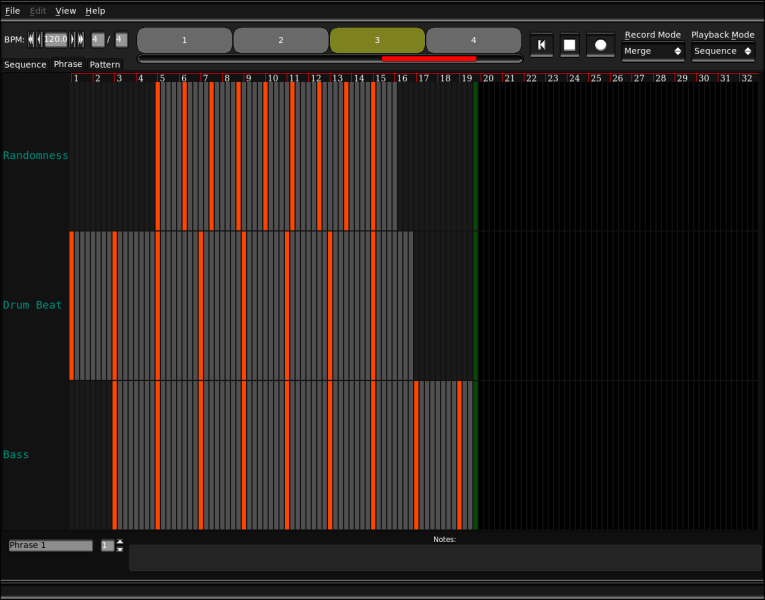 File Edit View Help
BPM: 120.0 4 / 4
1 2 3 4
Record Mode Playback Mode
Merge Sequence
Sequence Phrase Pattern
1 2 3 4 5 6 7 8 9 10 11 12 13 14 15 16 17 18 19 20 21 22 23 24 25 26 27 28 29 30 31 32
Randomness
Drum Beat
Bass
Notes:
Phrase 1 1